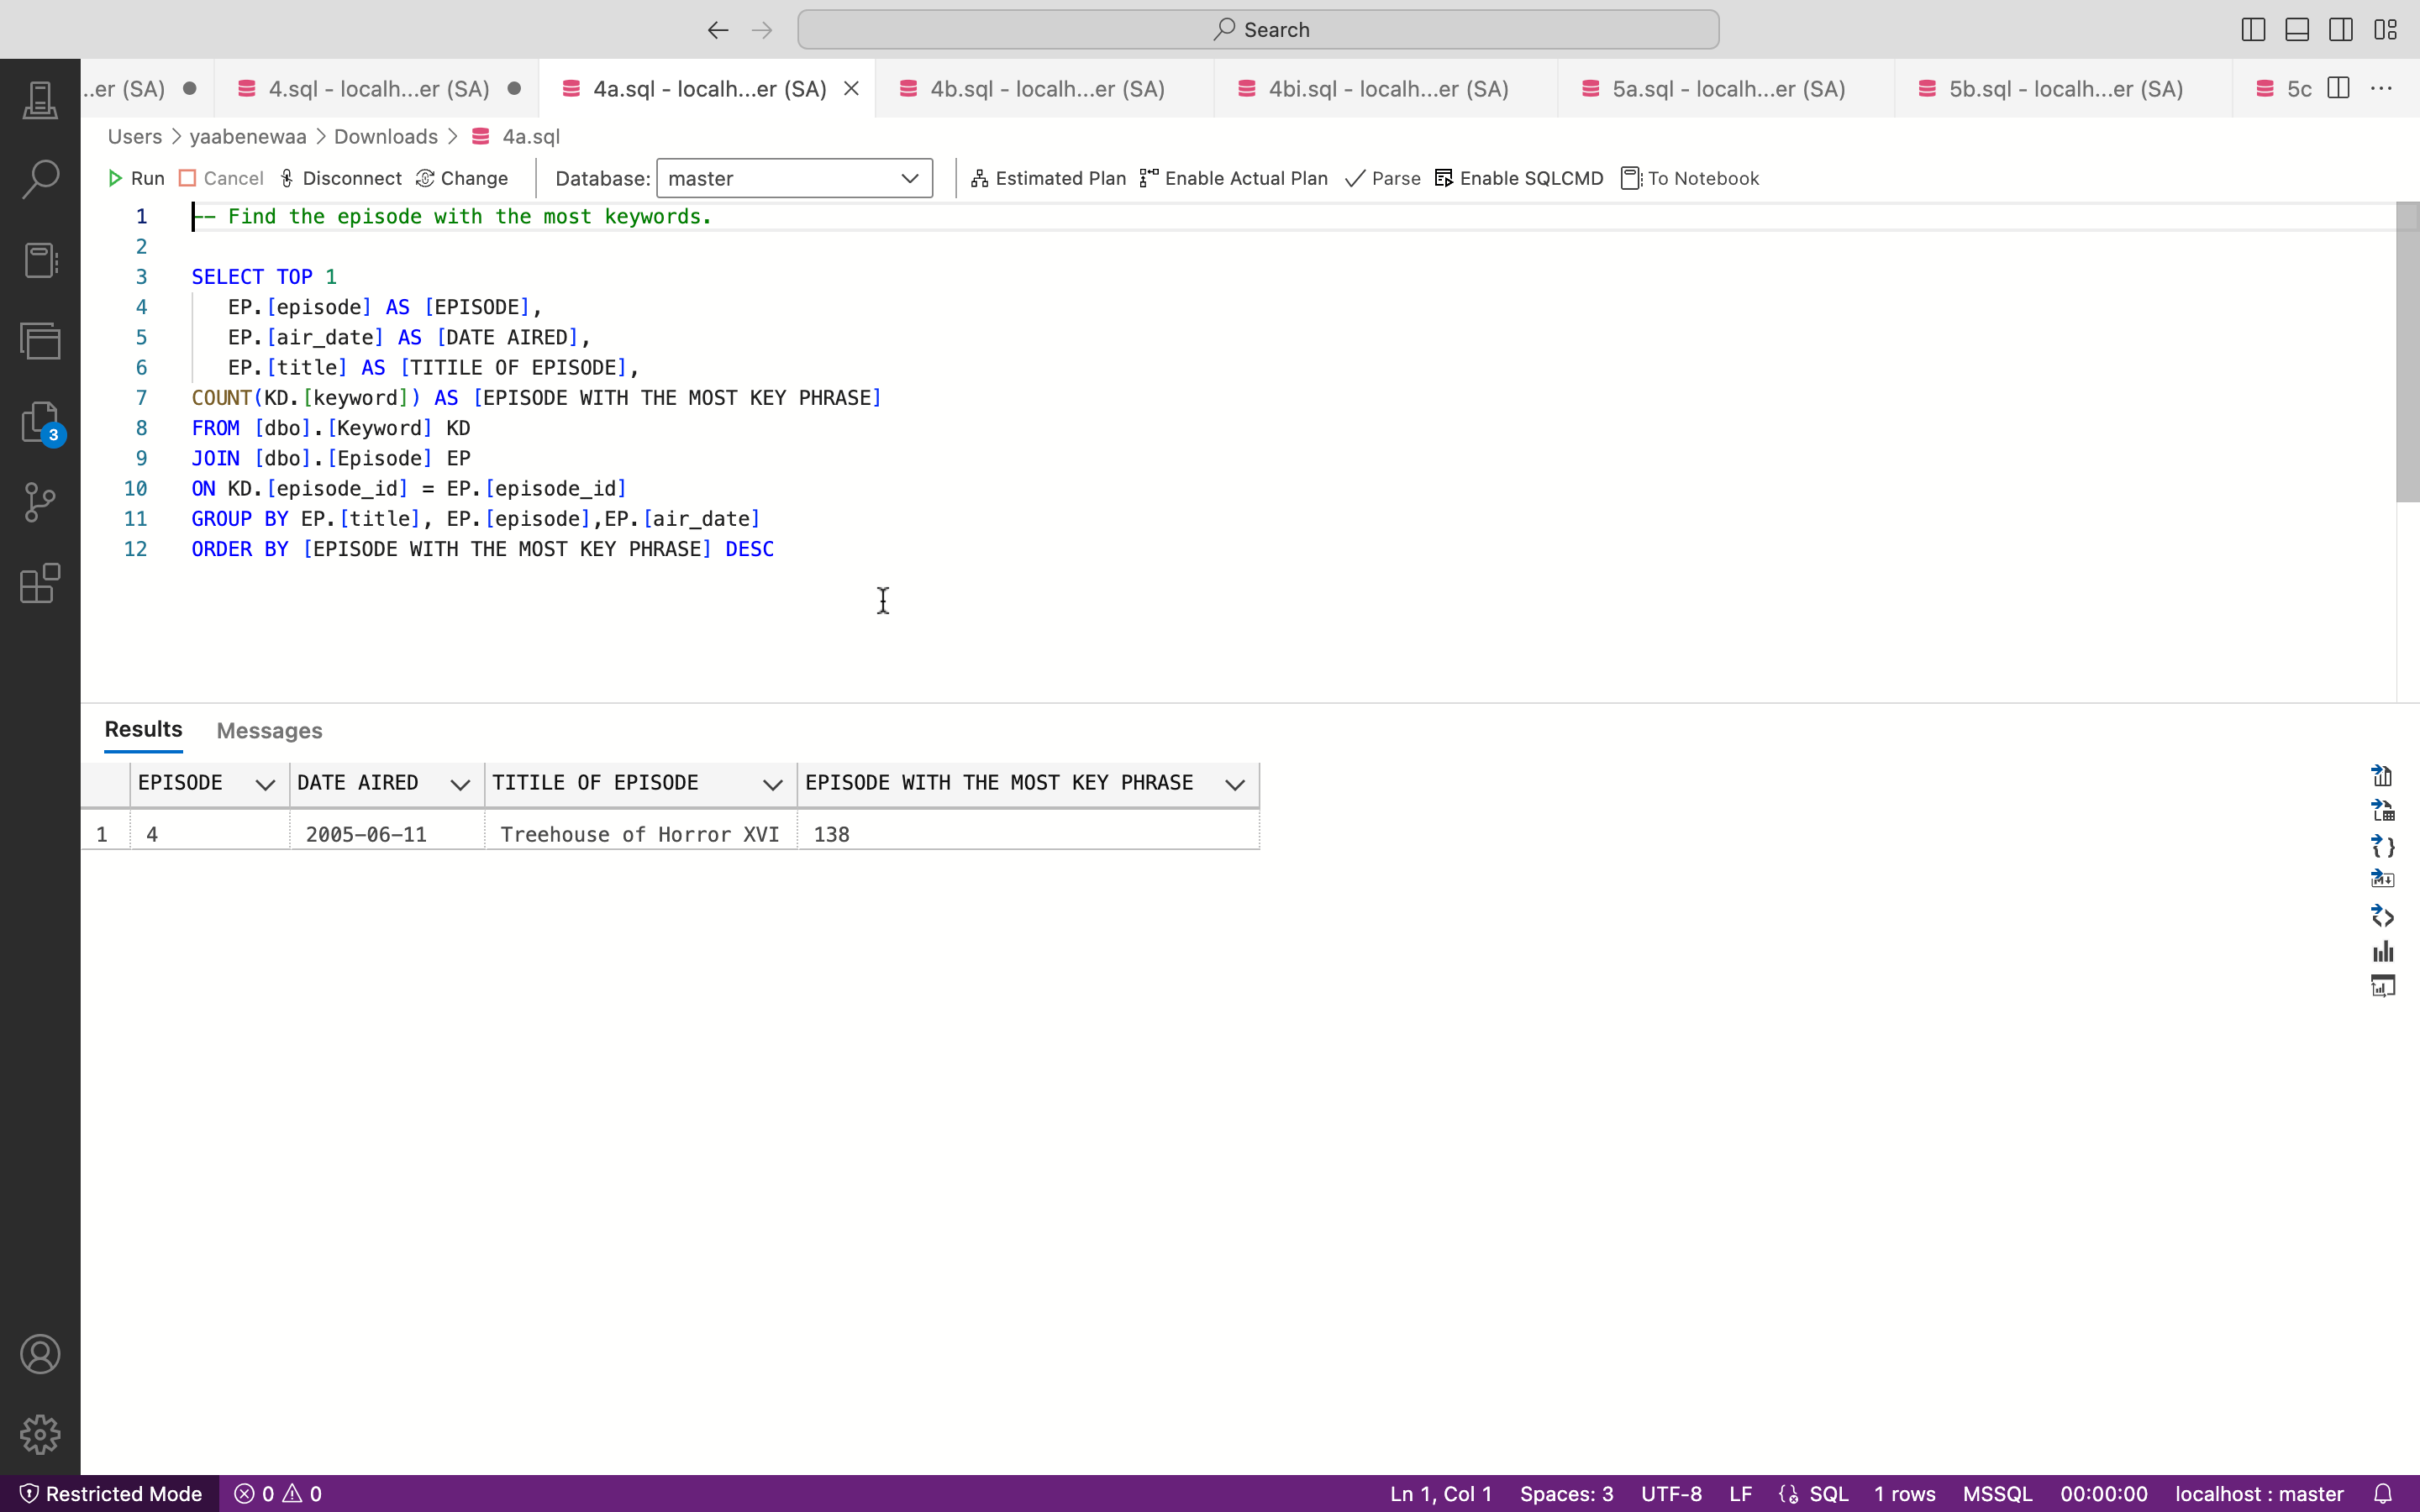 Search
..er (SA)
4.sql - localh...er (SA)
4a.sql - localh...er (SA)
4b.sql - localh...er (SA)
4bi.sql - localh...er (SA)
5a.sql - localh...er (SA)
5b.sql - localh...er (SA)
5c
Users > yaabenewaa > Downloads > 4a.sql
Run Cancel Disconnect Change Database: master Estimated Plan Enable Actual Plan Parse Enable SQLCMD To Notebook
1 -- Find the episode with the most keywords.
2
3 SELECT TOP 1
4 EP.[episode] AS [EPISODE],
5 EP.[air_date] AS [DATE AIRED],
6 EP.[title] AS [TITILE OF EPISODE],
7 COUNT(KD.[keyword]) AS [EPISODE WITH THE MOST KEY PHRASE]
8 FROM [dbo].[Keyword] KD
9 JOIN [dbo].[Episode] EP
10 ON KD.[episode_id] = EP.[episode_id]
11 GROUP BY EP.[title], EP.[episode],EP.[air_date]
12 ORDER BY [EPISODE WITH THE MOST KEY PHRASE] DESC
3
Results Messages
EPISODE DATE AIRED TITILE OF EPISODE EPISODE WITH THE MOST KEY PHRASE
1 4 2005-06-11 Treehouse of Horror XVI 138
Restricted Mode 0 0 Ln 1, Col 1 Spaces: 3 UTF-8 LF SQL 1 rows MSSQL 00:00:00 localhost : master